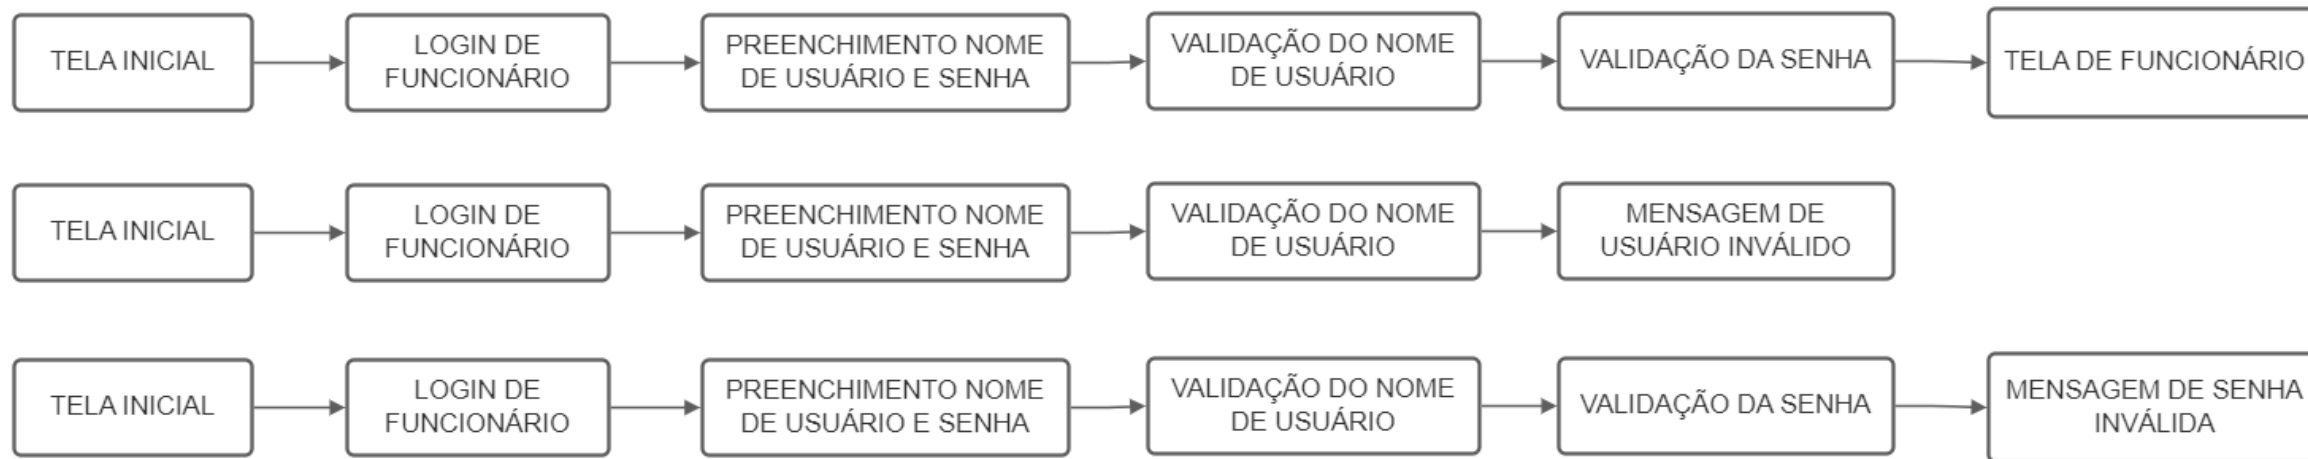 TELA INICIAL
LOGIN DE
FUNCIONÁRIO
PREENCHIMENTO NOME
DE USUÁRIO E SENHA
VALIDAÇÃO DO NOME
DE USUÁRIO
VALIDAÇÃO DA SENHA
TELA DE FUNCIONÁRIO
TELA INICIAL
LOGIN DE
FUNCIONÁRIO
PREENCHIMENTO NOME
DE USUÁRIO E SENHA
VALIDAÇÃO DO NOME
DE USUÁRIO
MENSAGEM DE
USUÁRIO INVÁLIDO
TELA INICIAL
LOGIN DE
FUNCIONÁRIO
PREENCHIMENTO NOME
DE USUÁRIO E SENHA
VALIDAÇÃO DO NOME
DE USUÁRIO
VALIDAÇÃO DA SENHA
MENSAGEM DE SENHA
INVÁLIDA